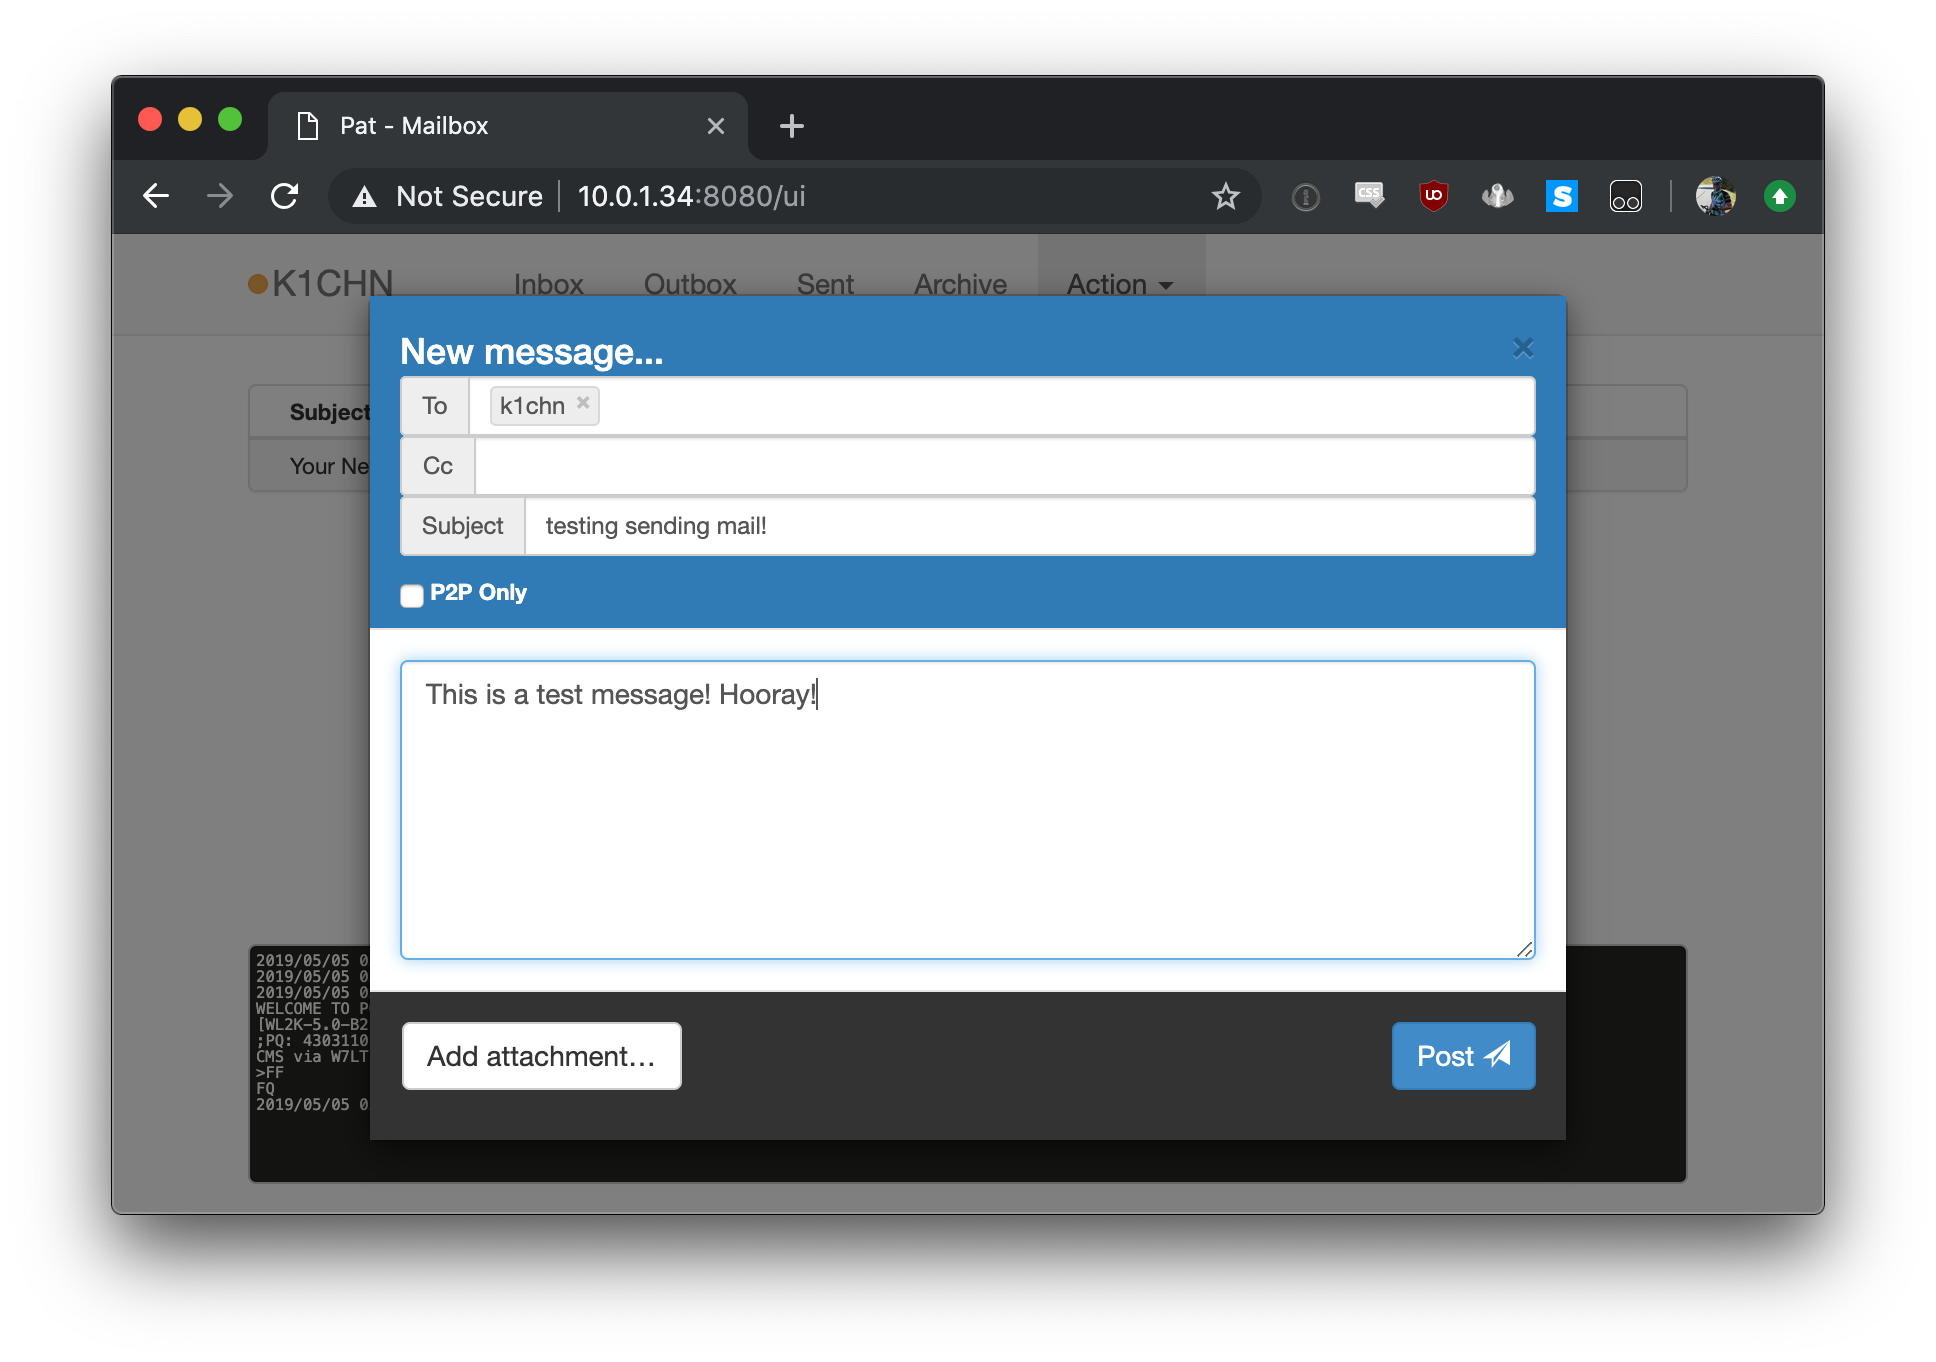 Pat - Mailbox
Not Secure 10.0.1.34:8080/ui
CSS
S
K1CHN Inbox Outbox Sent Archive Action
New message...
To k1chn
Cc
Subject
Subject testing sending mail!
Your Ne
P2P Only
This is a test message! Hooray!
2019/05/05 0
2019/05/05 0
2019/05/05 0
WELCOME TO P
[WL2K-5.0-B2
;PQ: 4303110
CMS via W7LT
>FF
FQ
2019/05/05 0
Add attachment...
Post